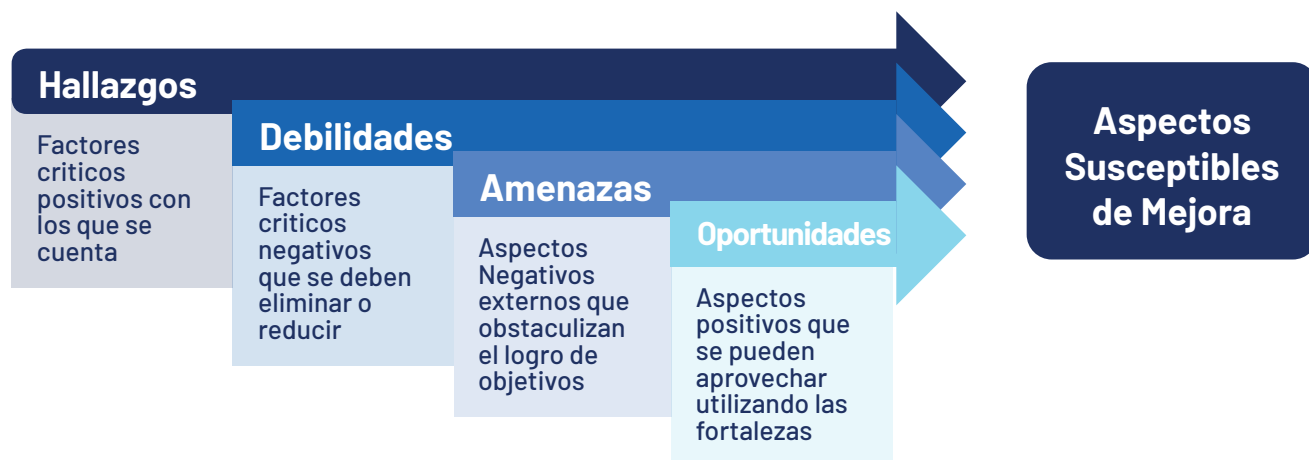 Hallazgos
Factores
criticos
positivos con
los que se
cuenta
Debilidades
Factores
criticos
negativos
que se deben
eliminar o
reducir
Amenazas
Aspectos
Negativos
externos que
obstaculizan
el logro de
objetivos
Oportunidades
Aspectos
positivos que
se pueden
aprovechar
utilizando las
fortalezas
Aspectos
Susceptibles
de Mejora